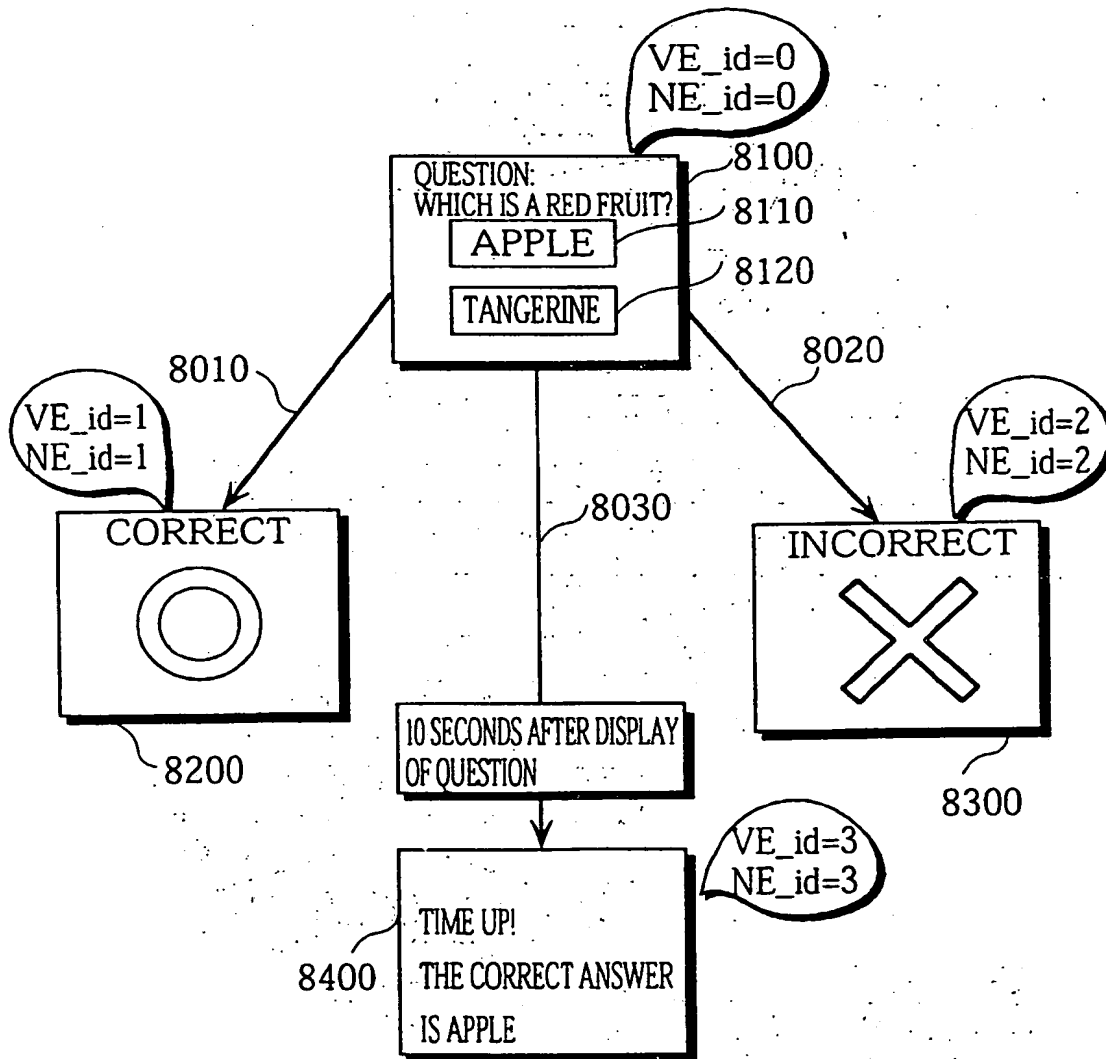 VE_id=0
NE_id=0
8100
QUESTION:
WHICH IS A RED FRUIT?
8110
APPLE
8120
TANGERINE
8010
8020
VE_id=1
NE_id=1
VE_id=2
NE_id=2
8030
CORRECT
INCORRECT
10 SECONDS AFTER DISPLAY
OF QUESTION
8200
8300
VE_id=3
NE_id=3
TIME UP!
8400
THE CORRECT ANSWER
IS APPLE